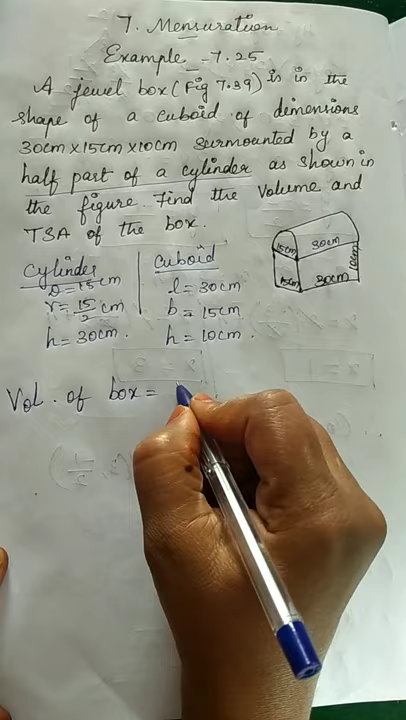 7. Mensuration
Example - 7.25
A jewel box (Fig 7.39) is in the
shape of a cuboid of dimensions
30cm x 15cm x 10cm surmounted by a
half part of a cylinder as shown in
the figure. Find the volume and
TSA of the box.
15cm 30cm
10cm
15cm 30cm
Cylinder
D = 15cm
r = 15/2 cm
h = 30cm.
Cuboid
l = 30cm
b = 15cm
h = 10cm.
Vol. of box =